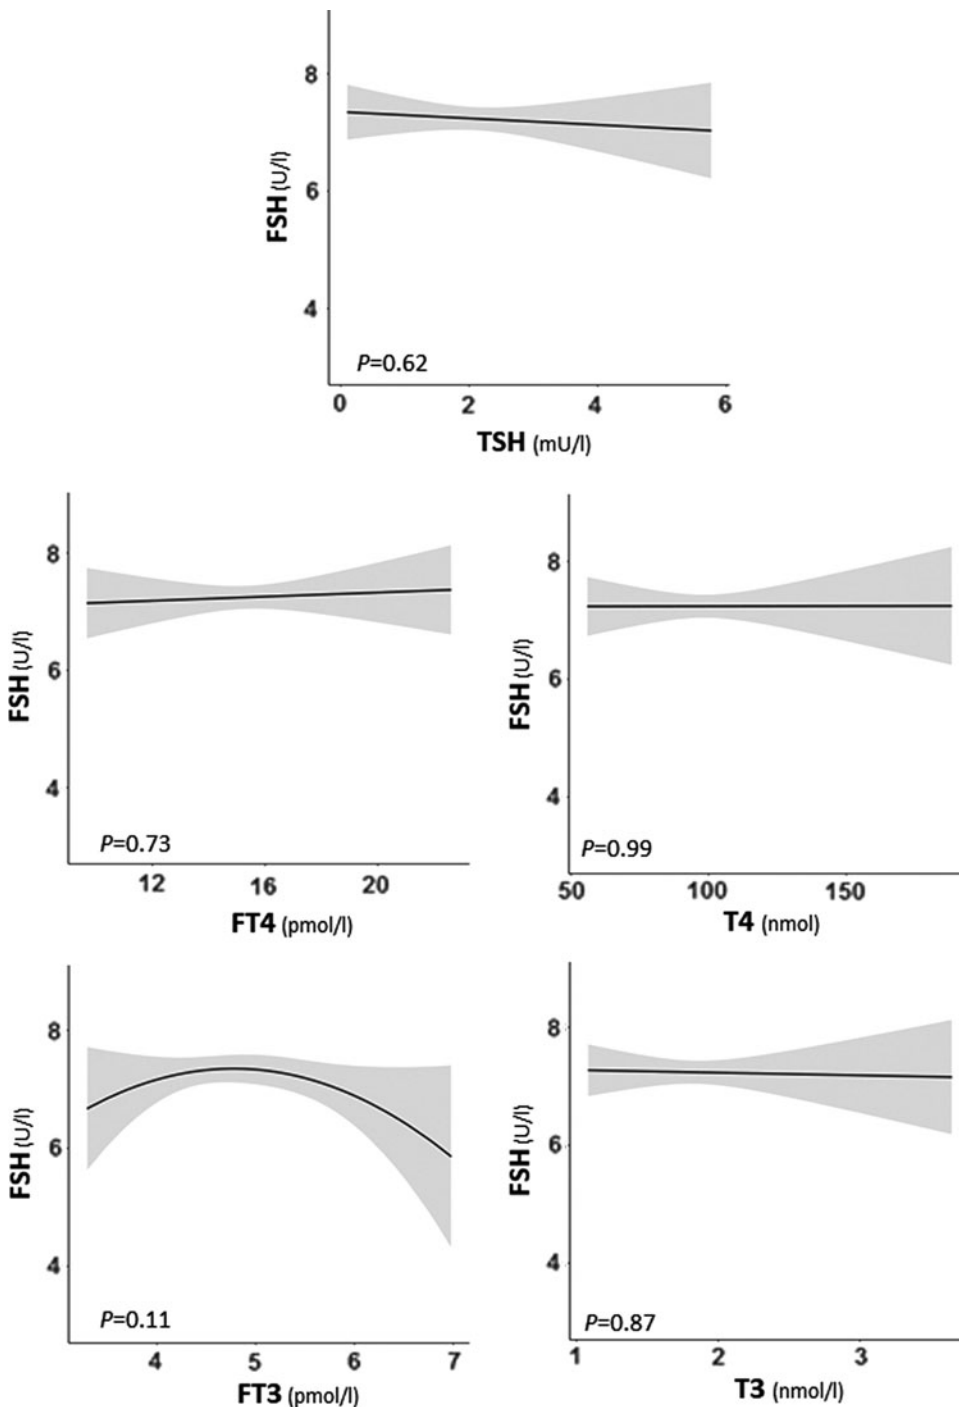 8
6
4
FSH (U/l)
P=0.62
0 2 4 6
TSH (mU/l)
8
6
4
FSH (U/l)
P=0.73
12 16 20
FT4 (pmol/l)
8
6
4
FSH (U/l)
P=0.99
50 100 150
T4 (nmol)
8
6
4
FSH (U/l)
P=0.11
4 5 6 7
FT3 (pmol/l)
8
6
4
FSH (U/l)
P=0.87
1 2 3
T3 (nmol/l)